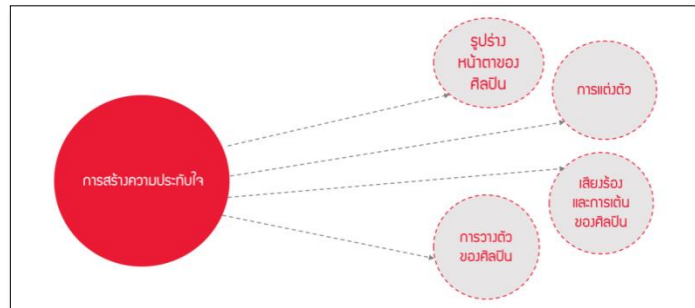 การสร้างความประทับใจ
รูปร่าง
หน้าตาของ
ศิลปิน
การแต่งตัว
เสียงร้อง
และการเต้น
ของศิลปิน
การวางตัว
ของศิลปิน